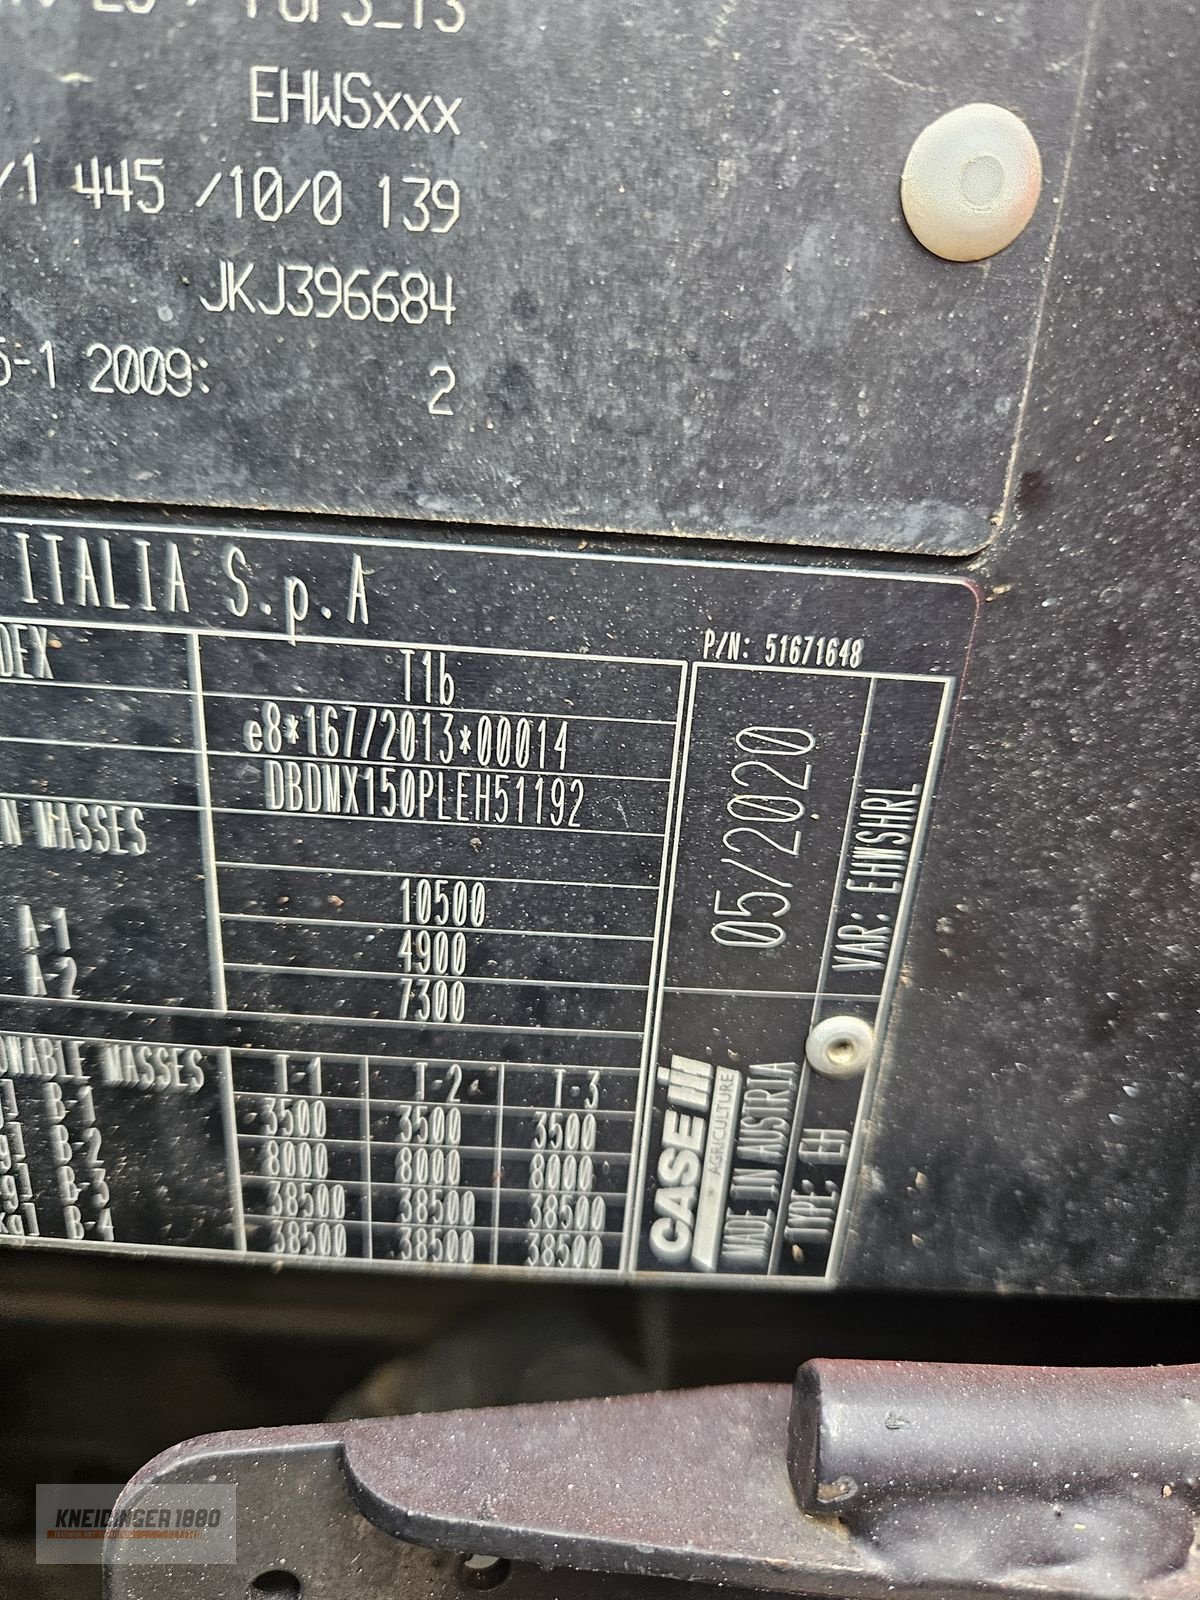 EHWSxxx
/1 445 /10/0 139
JKJ396684
-1 2009: 2
ITALIA S.p.A
P/N: 51671648
DEX T1b
e8*167/2013*00014
DBDMX150PLEH51192
N MASSES
10500
A-1 4900
A-2 7300
ONABLE MASSES T-1 T-2 T-3
B-1 3500 3500 3500
B-2 8000 8000 8000
B-3 38500 38500 38500
B-4 38500 38500 38500
05/2020
VAR: EHWSHRL
CASE IH
AGRICULTURE
MADE IN AUSTRIA
TYPE: EH
KNEIDINGER 1880